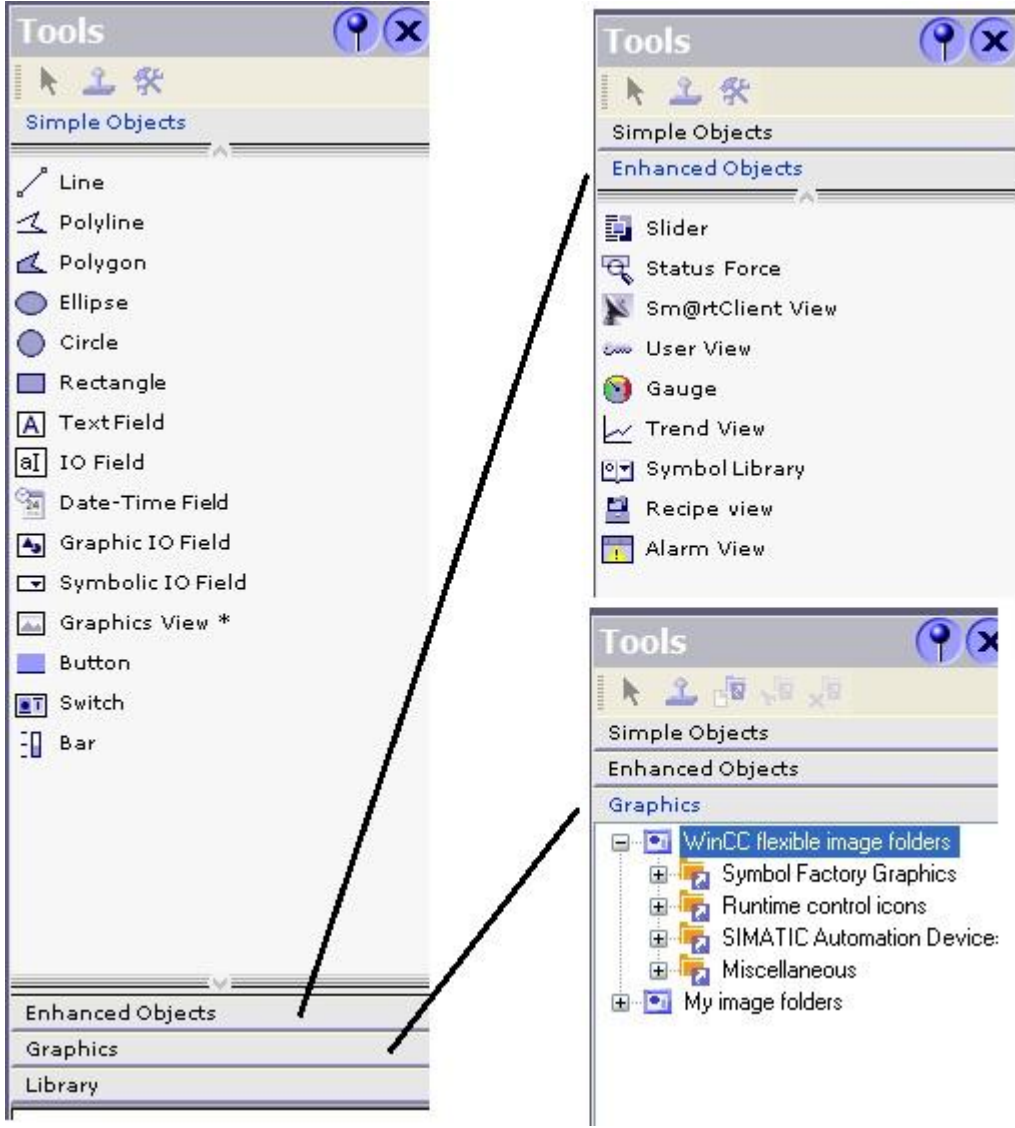 Tools
Simple Objects
Line
Polyline
Polygon
Ellipse
Circle
Rectangle
A TextField
aI IO Field
24 Date-Time Field
Graphic IO Field
Symbolic IO Field
Graphics View *
Button
T Switch
Bar
Enhanced Objects
Graphics
Library
Tools
Simple Objects
Enhanced Objects
Slider
Status Force
Sm@rtClient View
User View
Gauge
Trend View
Symbol Library
Recipe view
Alarm View
Tools
Simple Objects
Enhanced Objects
Graphics
WinCC flexible image folders
Symbol Factory Graphics
Runtime control icons
SIMATIC Automation Device
Miscellaneous
My image folders